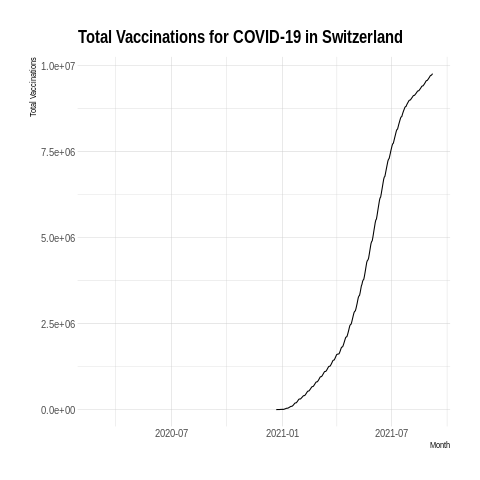 Total Vaccinations for COVID-19 in Switzerland
Total Vaccinations
1.0e+07
7.5e+06
5.0e+06
2.5e+06
0.0e+00
2020-07 2021-01 2021-07
Month